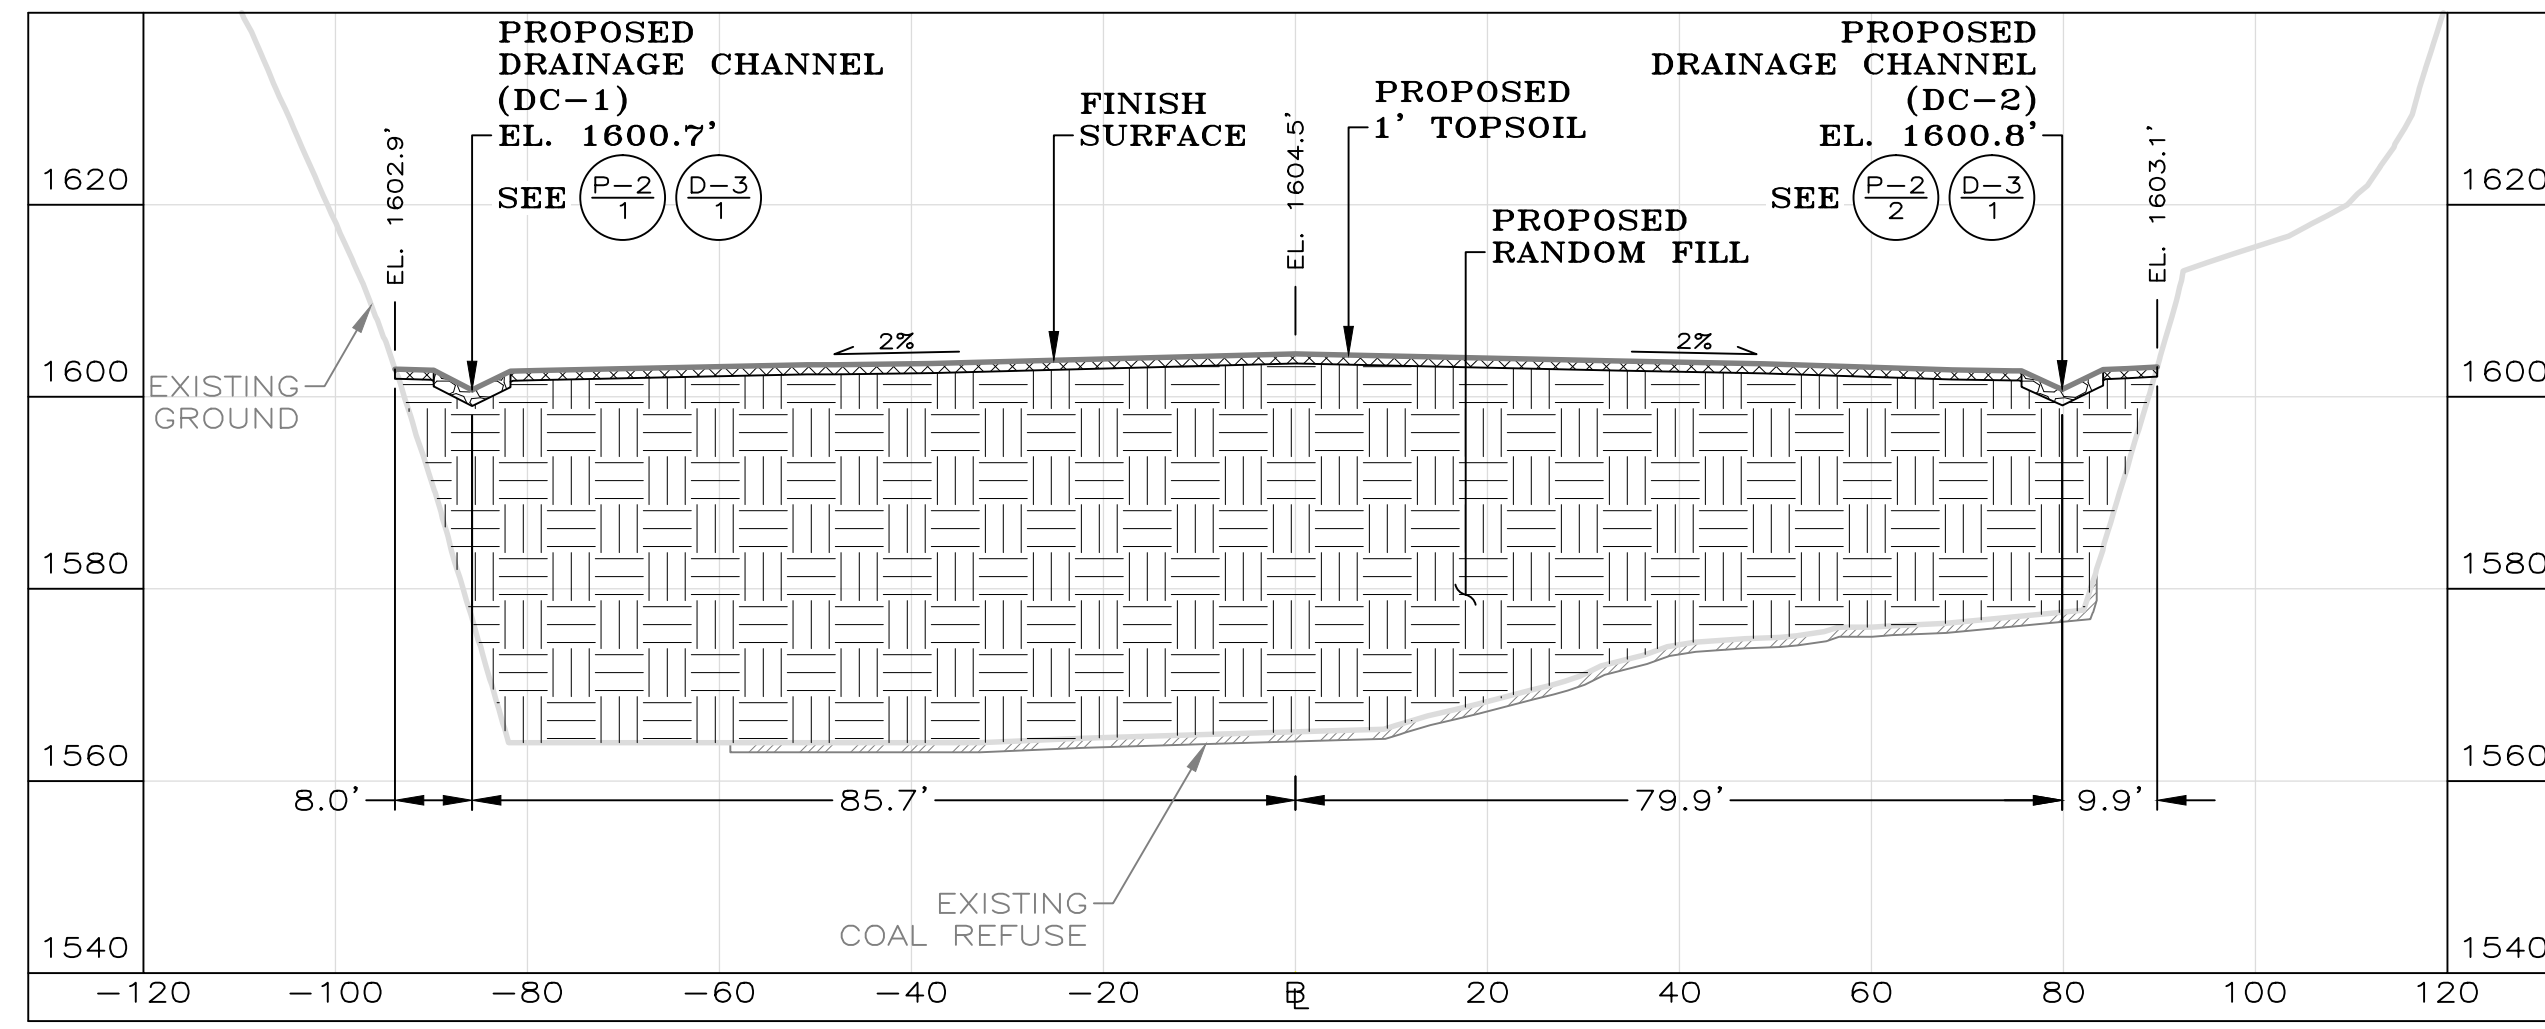 PROPOSED
DRAINAGE CHANNEL
(DC-1)
EL. 1600.7'
SEE P-2 D-3
1 1
EL. 1602.9'
FINISH
SURFACE
EL. 1604.5'
PROPOSED
1' TOPSOIL
PROPOSED
RANDOM FILL
PROPOSED
DRAINAGE CHANNEL
(DC-2)
EL. 1600.8'
SEE P-2 D-3
2 1
EL. 1603.1'
1620
1620
2%
2%
1600
1600
EXISTING
GROUND
1580
1580
1560
1560
8.0'
85.7'
79.9'
9.9'
EXISTING
COAL REFUSE
1540
1540
-120 -100 -80 -60 -40 -20 BL 20 40 60 80 100 120